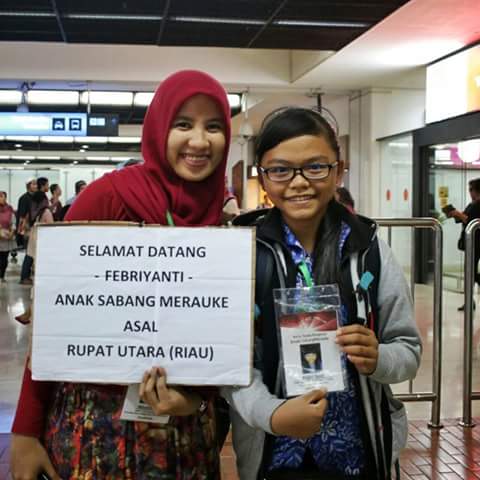 SELAMAT DATANG
- FEBRIYANTI -
ANAK SABANG MERAUKE
ASAL
RUPAT UTARA (RIAU)